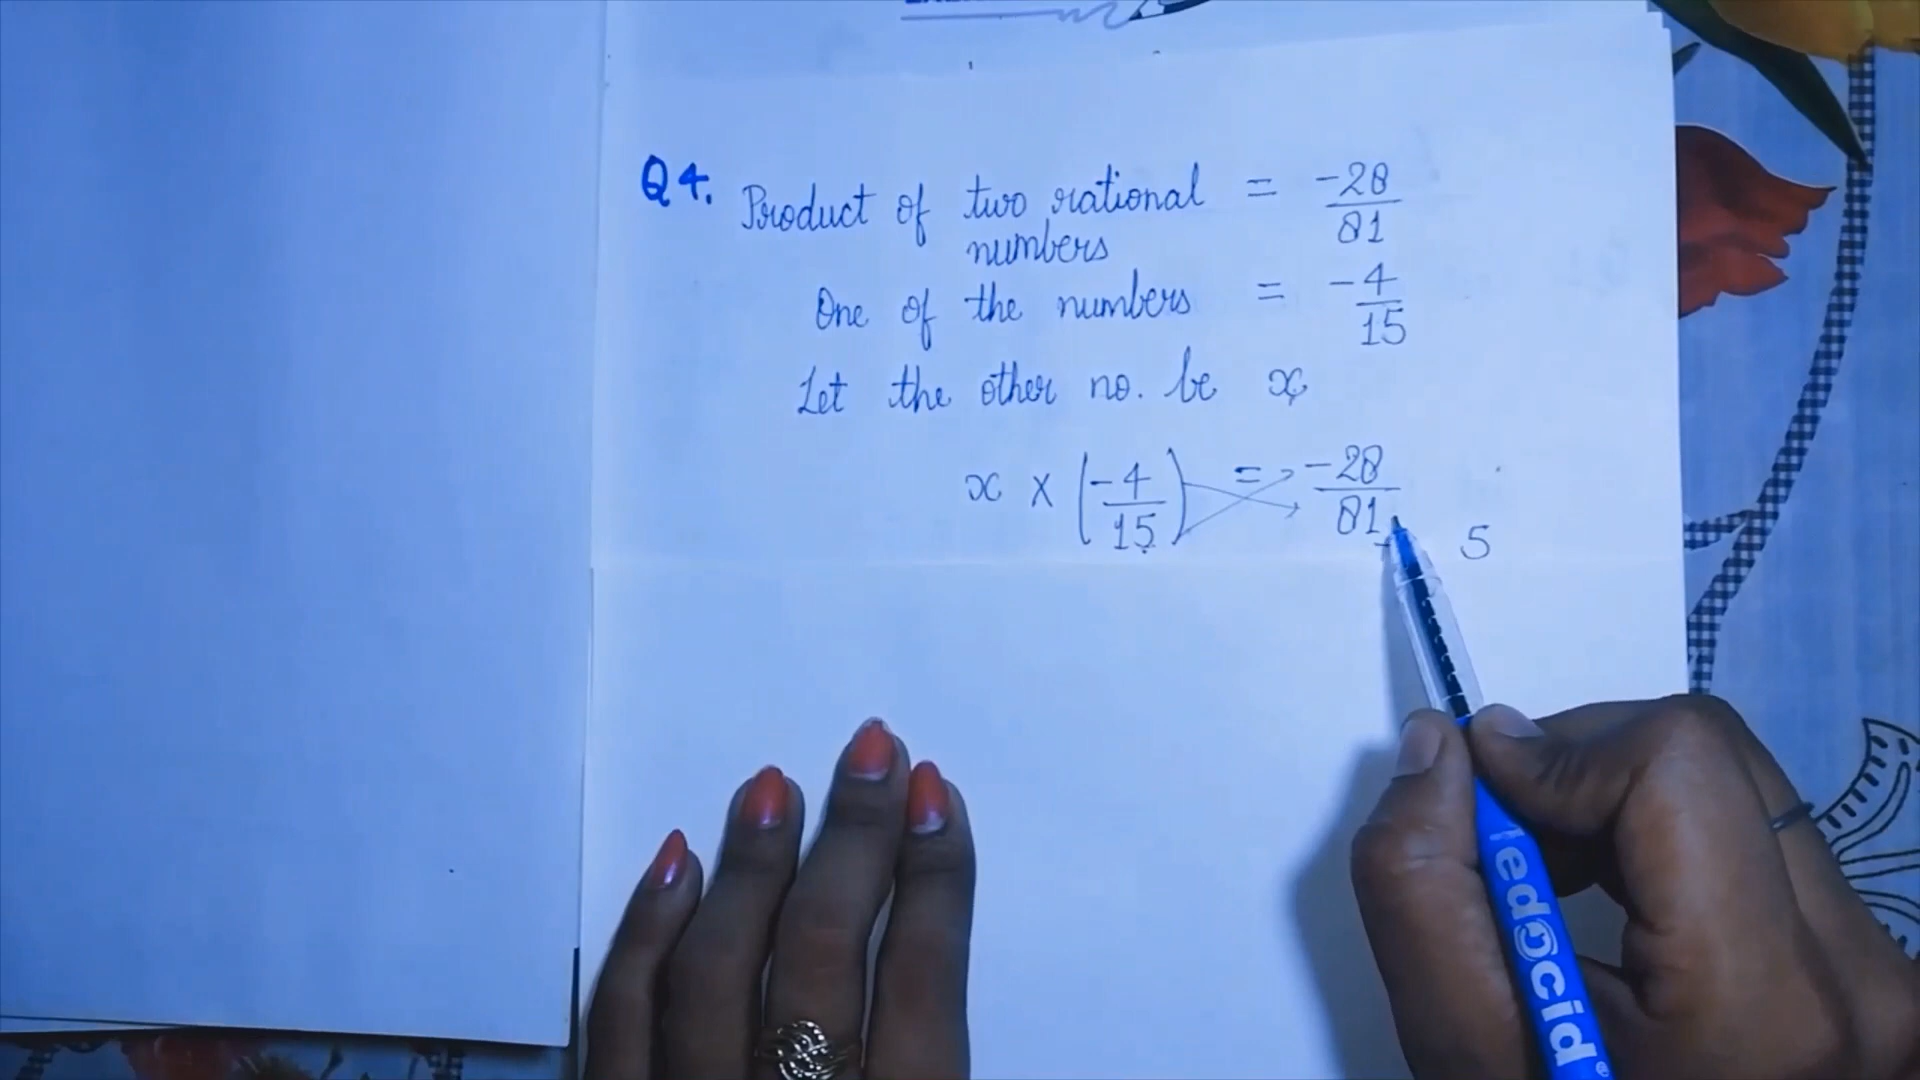 Q4. Product of two rational = -28/81
numbers
One of the numbers = -4/15
Let the other no. be x
x × (-4/15) = -28/81
5